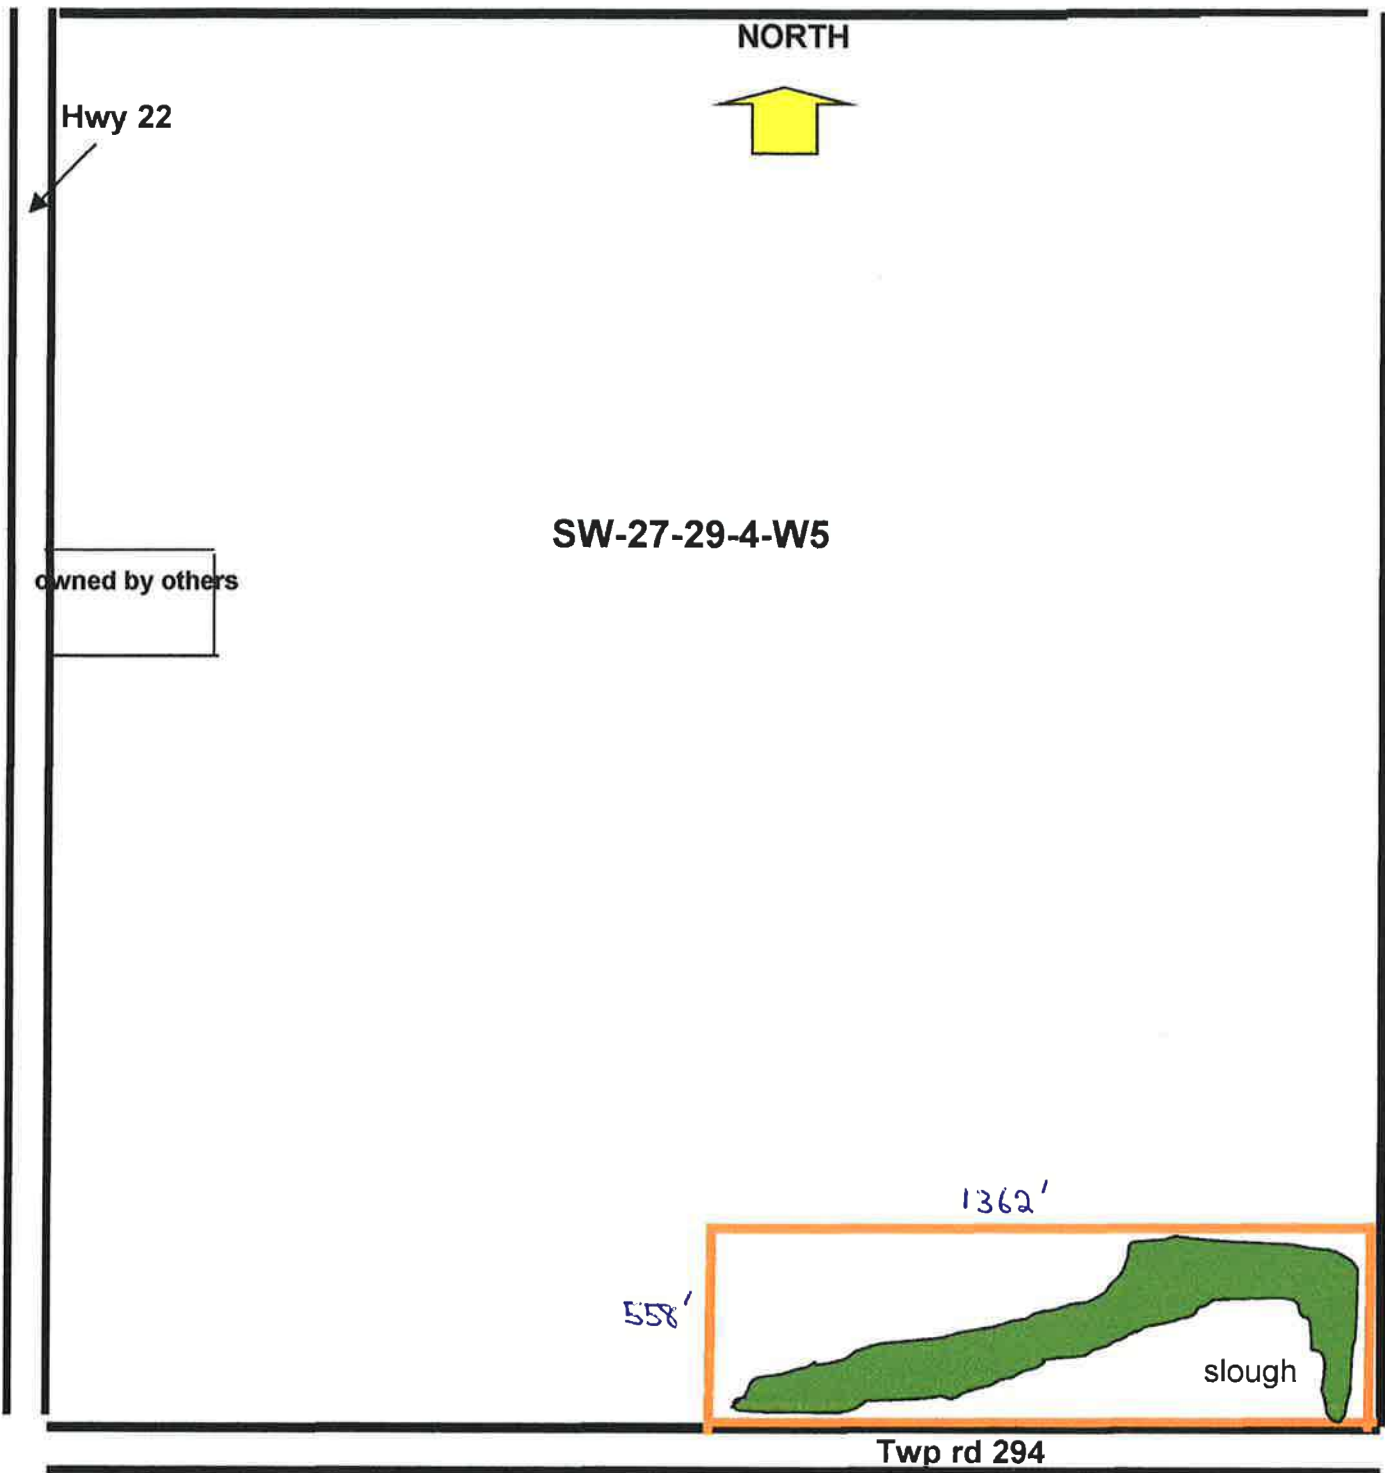 NORTH
Hwy 22
SW-27-29-4-W5
owned by others
1362'
558'
slough
Twp rd 294